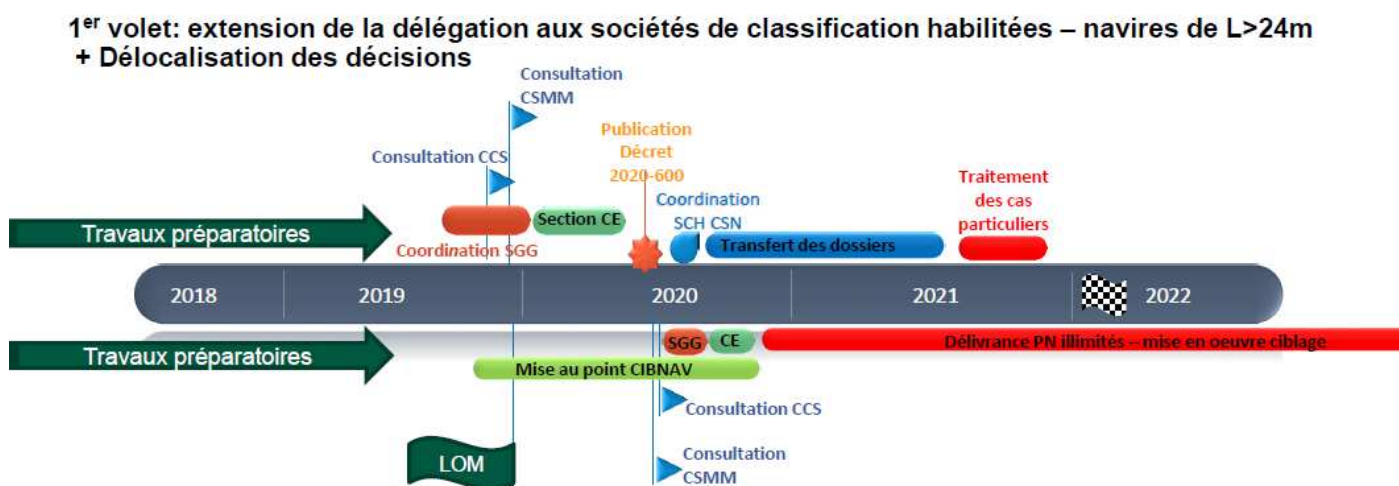 1er volet: extension de la délégation aux sociétés de classification habilitées – navires de L>24m
+ Délocalisation des décisions
Consultation
CSMM
Consultation CCS
Publication
Décret
2020-600
Travaux préparatoires
Coordination SGG
Section CE
Coordination
SCH CSN
Transfert des dossiers
Traitement
des cas
particuliers
2018
2019
2020
2021
2022
Travaux préparatoires
SGG
CE
Délivrance PN illimités – mise en oeuvre ciblage
Mise au point CIBNAV
Consultation CCS
LOM
Consultation
CSMM